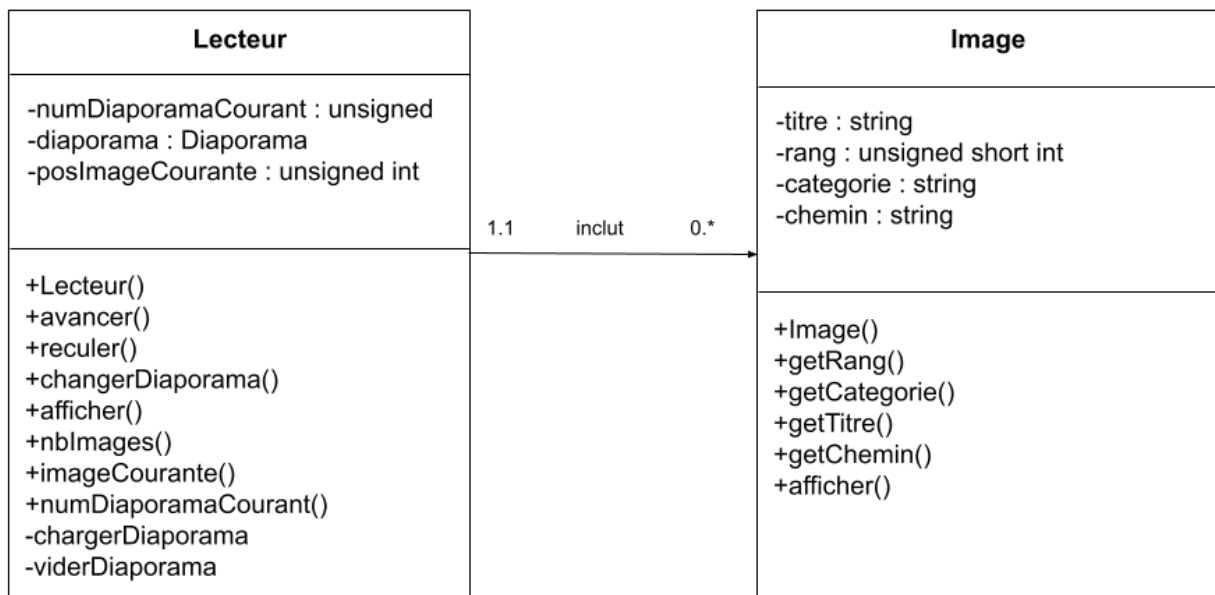 Lecteur
-numDiaporamaCourant : unsigned
-diaporama : Diaporama
-posImageCourante : unsigned int
+Lecteur()
+avancer()
+reculer()
+changerDiaporama()
+afficher()
+nbImages()
+imageCourante()
+numDiaporamaCourant()
-chargerDiaporama
-viderDiaporama
1.1 inclut 0.*
Image
-titre : string
-rang : unsigned short int
-categorie : string
-chemin : string
+Image()
+getRang()
+getCategorie()
+getTitre()
+getChemin()
+afficher()